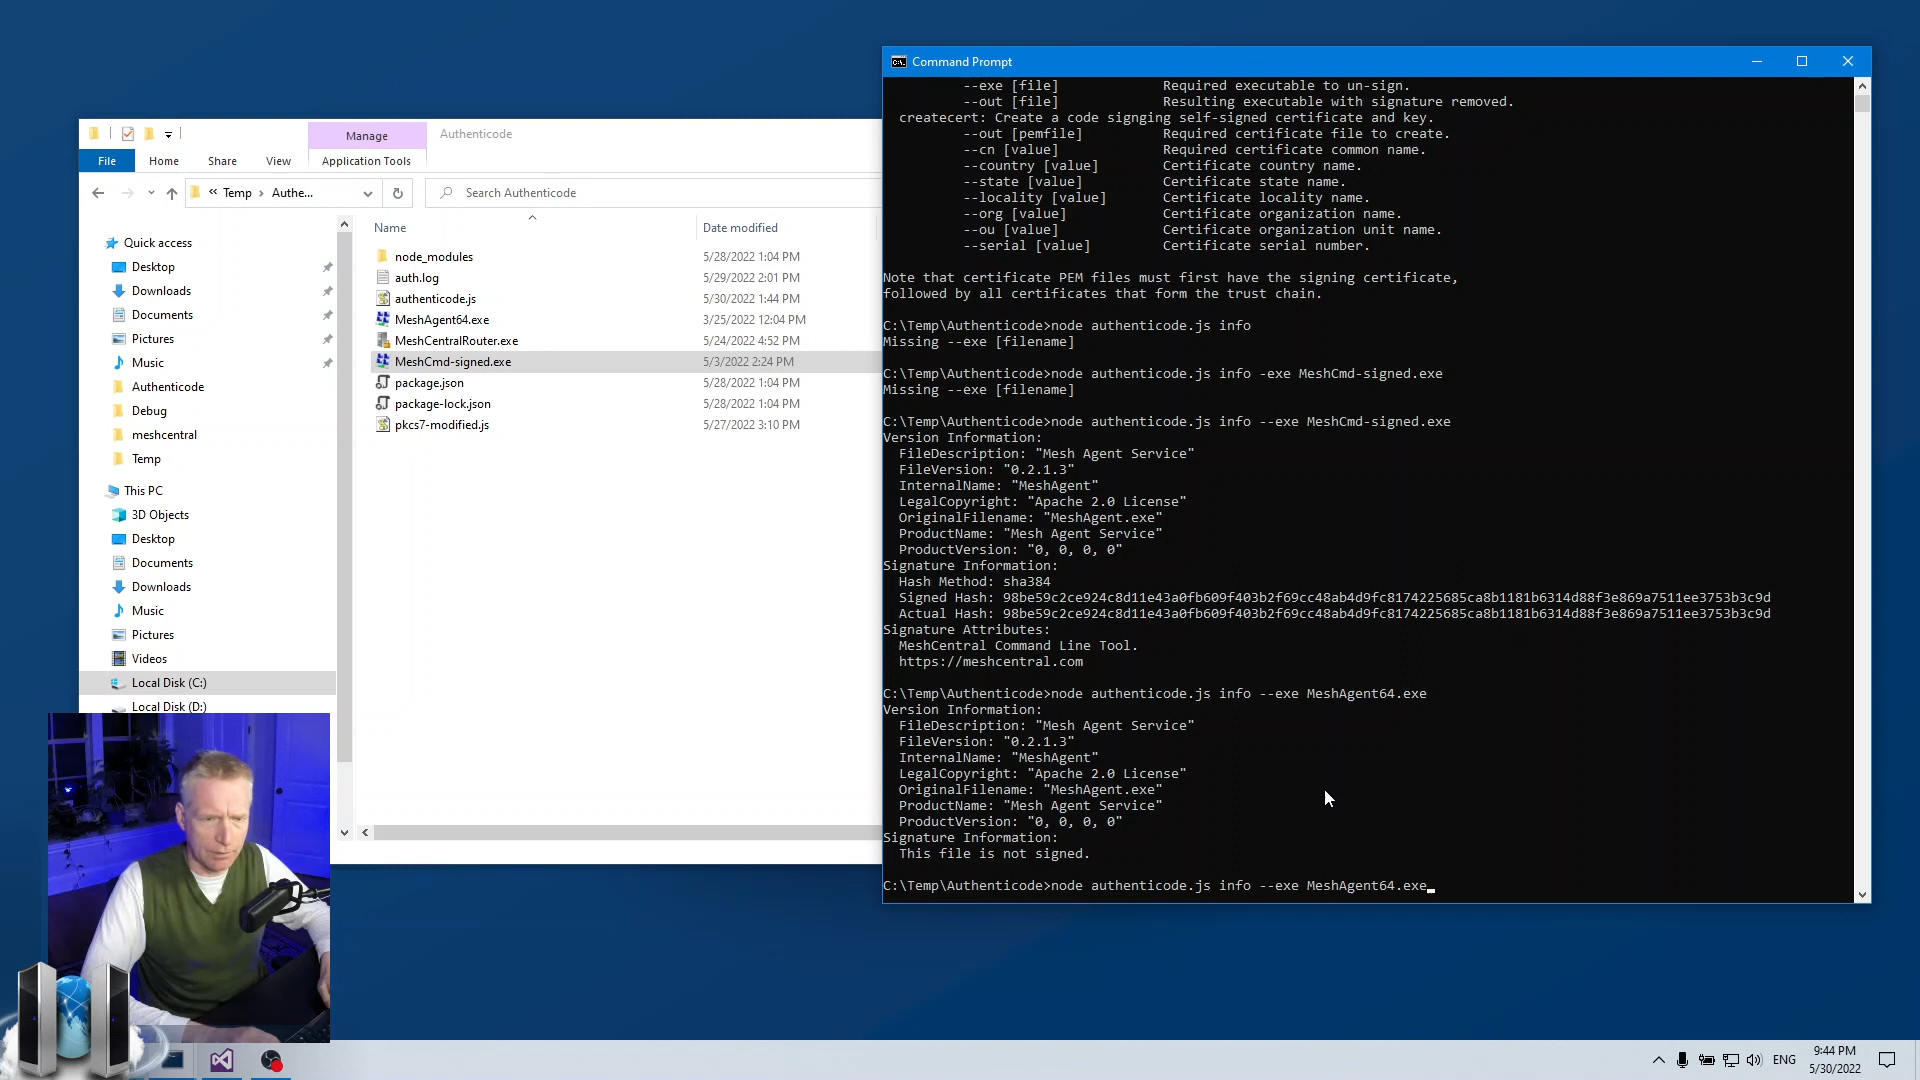 Manage
Authenticode
File
Home
Share
View
Application Tools
« Temp › Authe...
Search Authenticode
Quick access
Desktop
Downloads
Documents
Pictures
Music
Authenticode
Debug
meshcentral
Temp
This PC
3D Objects
Desktop
Documents
Downloads
Music
Pictures
Videos
Local Disk (C:)
Local Disk (D:)
Name Date modified
node_modules 5/28/2022 1:04 PM
auth.log 5/29/2022 2:01 PM
authenticode.js 5/30/2022 1:44 PM
MeshAgent64.exe 3/25/2022 12:04 PM
MeshCentralRouter.exe 5/24/2022 4:52 PM
MeshCmd-signed.exe 5/3/2022 2:24 PM
package.json 5/28/2022 1:04 PM
package-lock.json 5/28/2022 1:04 PM
pkcs7-modified.js 5/27/2022 3:10 PM
Command Prompt
--exe [file] Required executable to un-sign.
--out [file] Resulting executable with signature removed.
createcert: Create a code signging self-signed certificate and key.
--out [pemfile] Required certificate file to create.
--cn [value] Required certificate common name.
--country [value] Certificate country name.
--state [value] Certificate state name.
--locality [value] Certificate locality name.
--org [value] Certificate organization name.
--ou [value] Certificate organization unit name.
--serial [value] Certificate serial number.
Note that certificate PEM files must first have the signing certificate,
followed by all certificates that form the trust chain.
C:\Temp\Authenticode>node authenticode.js info
Missing --exe [filename]
C:\Temp\Authenticode>node authenticode.js info -exe MeshCmd-signed.exe
Missing --exe [filename]
C:\Temp\Authenticode>node authenticode.js info --exe MeshCmd-signed.exe
Version Information:
FileDescription: "Mesh Agent Service"
FileVersion: "0.2.1.3"
InternalName: "MeshAgent"
LegalCopyright: "Apache 2.0 License"
OriginalFilename: "MeshAgent.exe"
ProductName: "Mesh Agent Service"
ProductVersion: "0, 0, 0, 0"
Signature Information:
Hash Method: sha384
Signed Hash: 98be59c2ce924c8d11e43a0fb609f403b2f69cc48ab4d9fc8174225685ca8b1181b6314d88f3e869a7511ee3753b3c9d
Actual Hash: 98be59c2ce924c8d11e43a0fb609f403b2f69cc48ab4d9fc8174225685ca8b1181b6314d88f3e869a7511ee3753b3c9d
Signature Attributes:
MeshCentral Command Line Tool.
https://meshcentral.com
C:\Temp\Authenticode>node authenticode.js info --exe MeshAgent64.exe
Version Information:
FileDescription: "Mesh Agent Service"
FileVersion: "0.2.1.3"
InternalName: "MeshAgent"
LegalCopyright: "Apache 2.0 License"
OriginalFilename: "MeshAgent.exe"
ProductName: "Mesh Agent Service"
ProductVersion: "0, 0, 0, 0"
Signature Information:
This file is not signed.
C:\Temp\Authenticode>node authenticode.js info --exe MeshAgent64.exe
ENG
9:44 PM
5/30/2022